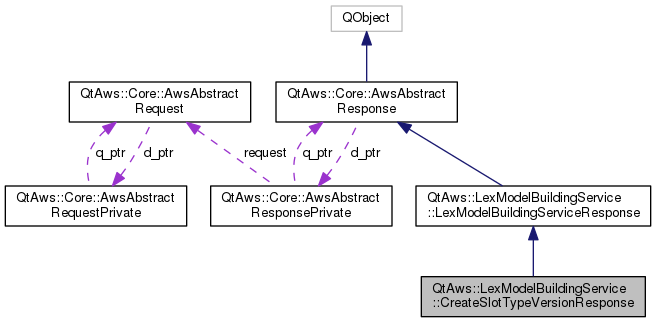 QObject
QtAws::Core::AwsAbstract
Request
QtAws::Core::AwsAbstract
Response
q_ptr
d_ptr
request
q_ptr
d_ptr
QtAws::Core::AwsAbstract
RequestPrivate
QtAws::Core::AwsAbstract
ResponsePrivate
QtAws::LexModelBuildingService
::LexModelBuildingServiceResponse
QtAws::LexModelBuildingService
::CreateSlotTypeVersionResponse